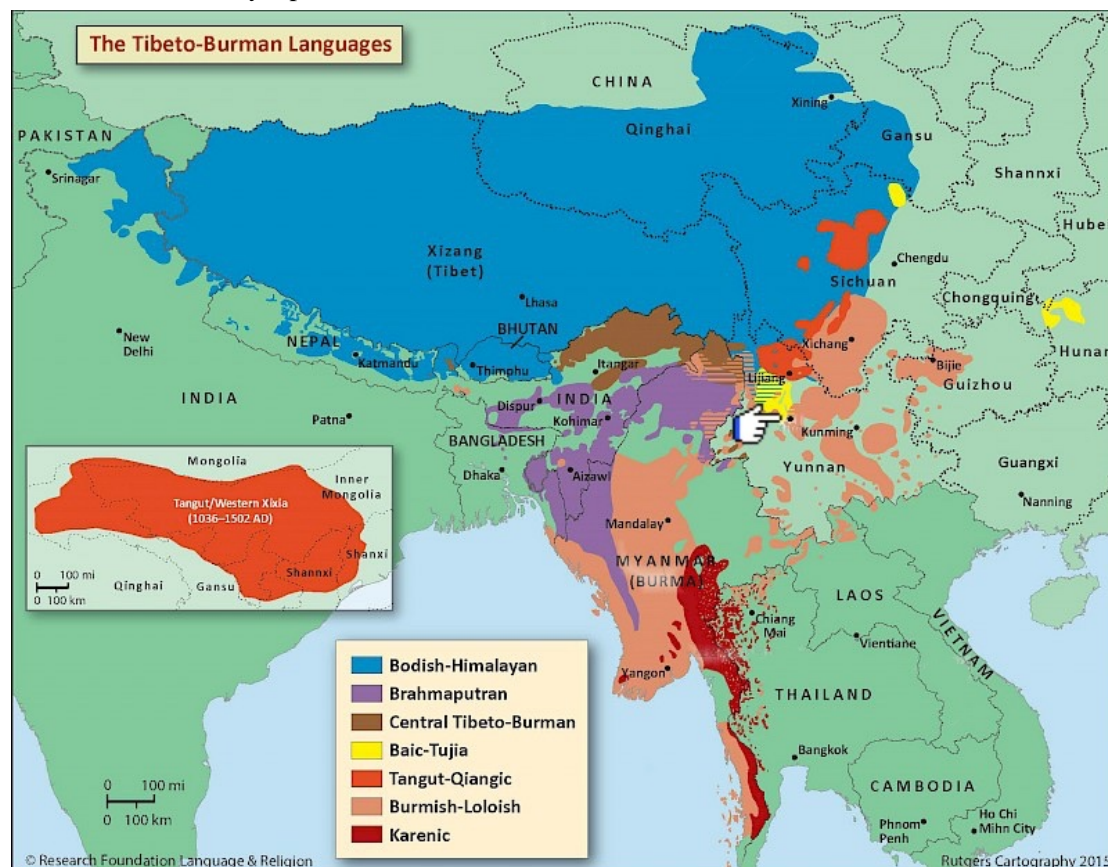 The Tibeto-Burman Languages
CHINA
PAKISTAN
Srinagar
Xining
Qinghai
Gansu
Shannxi
Hube
Xizang
(Tibet)
Lhasa
Chengdu
Sichuan
Chongquing
Hunan
New
Delhi
NEPAL
Katmandu
BHUTAN
Thimphu
Itangar
Xichang
Lijiang
Bijie
Guizhou
INDIA
Patna
Dispur
INDIA
Kohimar
BANGLADESH
Dhaka
Aizawl
Kunming
Yunnan
Guangxi
Nanning
Mongolia
Inner
Mongolia
Tangut/Western Xixia
(1036–1502 AD)
Shanxi
Shannxi
Gansu
Qinghai
0 100 mi
0 100 km
Mandalay
MYANMAR
(BURMA)
LAOS
Chiang
Mai
Vientiane
VIETNAM
Yangon
THAILAND
Bangkok
CAMBODIA
Phnom
Penh
Ho Chi
Mihn City
Bodish-Himalayan
Brahmaputran
Central Tibeto-Burman
Baic-Tujia
Tangut-Qiangic
Burmish-Loloish
Karenic
0 100 mi
0 100 km
© Research Foundation Language & Religion
Rutgers Cartography 201